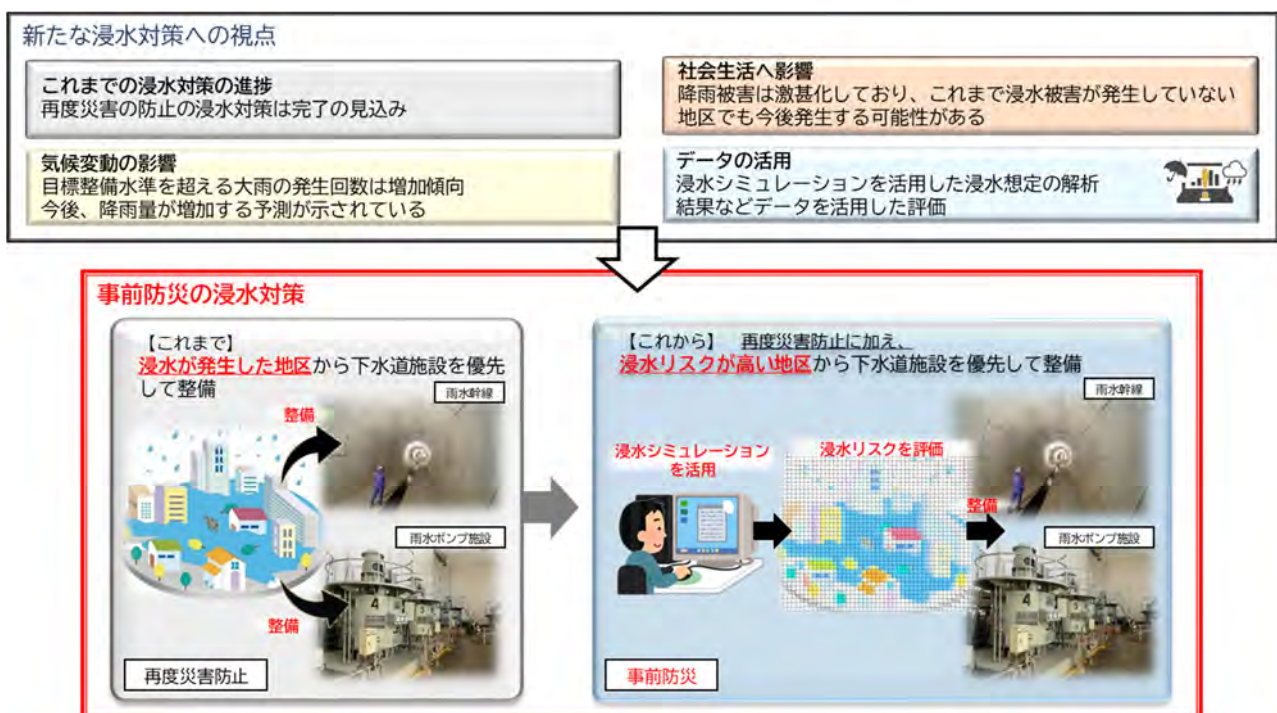 新たな浸水対策への視点
これまでの浸水対策の進捗
再度災害の防止の浸水対策は完了の見込み
社会生活へ影響
降雨被害は激甚化しており、これまで浸水被害が発生していない
地区でも今後発生する可能性がある
気候変動の影響
目標整備水準を超える大雨の発生回数は増加傾向
今後、降雨量が増加する予測が示されている
データの活用
浸水シミュレーションを活用した浸水想定の解析
結果などデータを活用した評価
事前防災の浸水対策
【これまで】
浸水が発生した地区から下水道施設を優先
して整備
雨水幹線
整備
雨水ポンプ施設
4
3
整備
再度災害防止
【これから】 再度災害防止に加え、
浸水リスクが高い地区から下水道施設を優先して整備
雨水幹線
浸水シミュレーション
を活用
浸水リスクを評価
整備
雨水ポンプ施設
4
3
事前防災